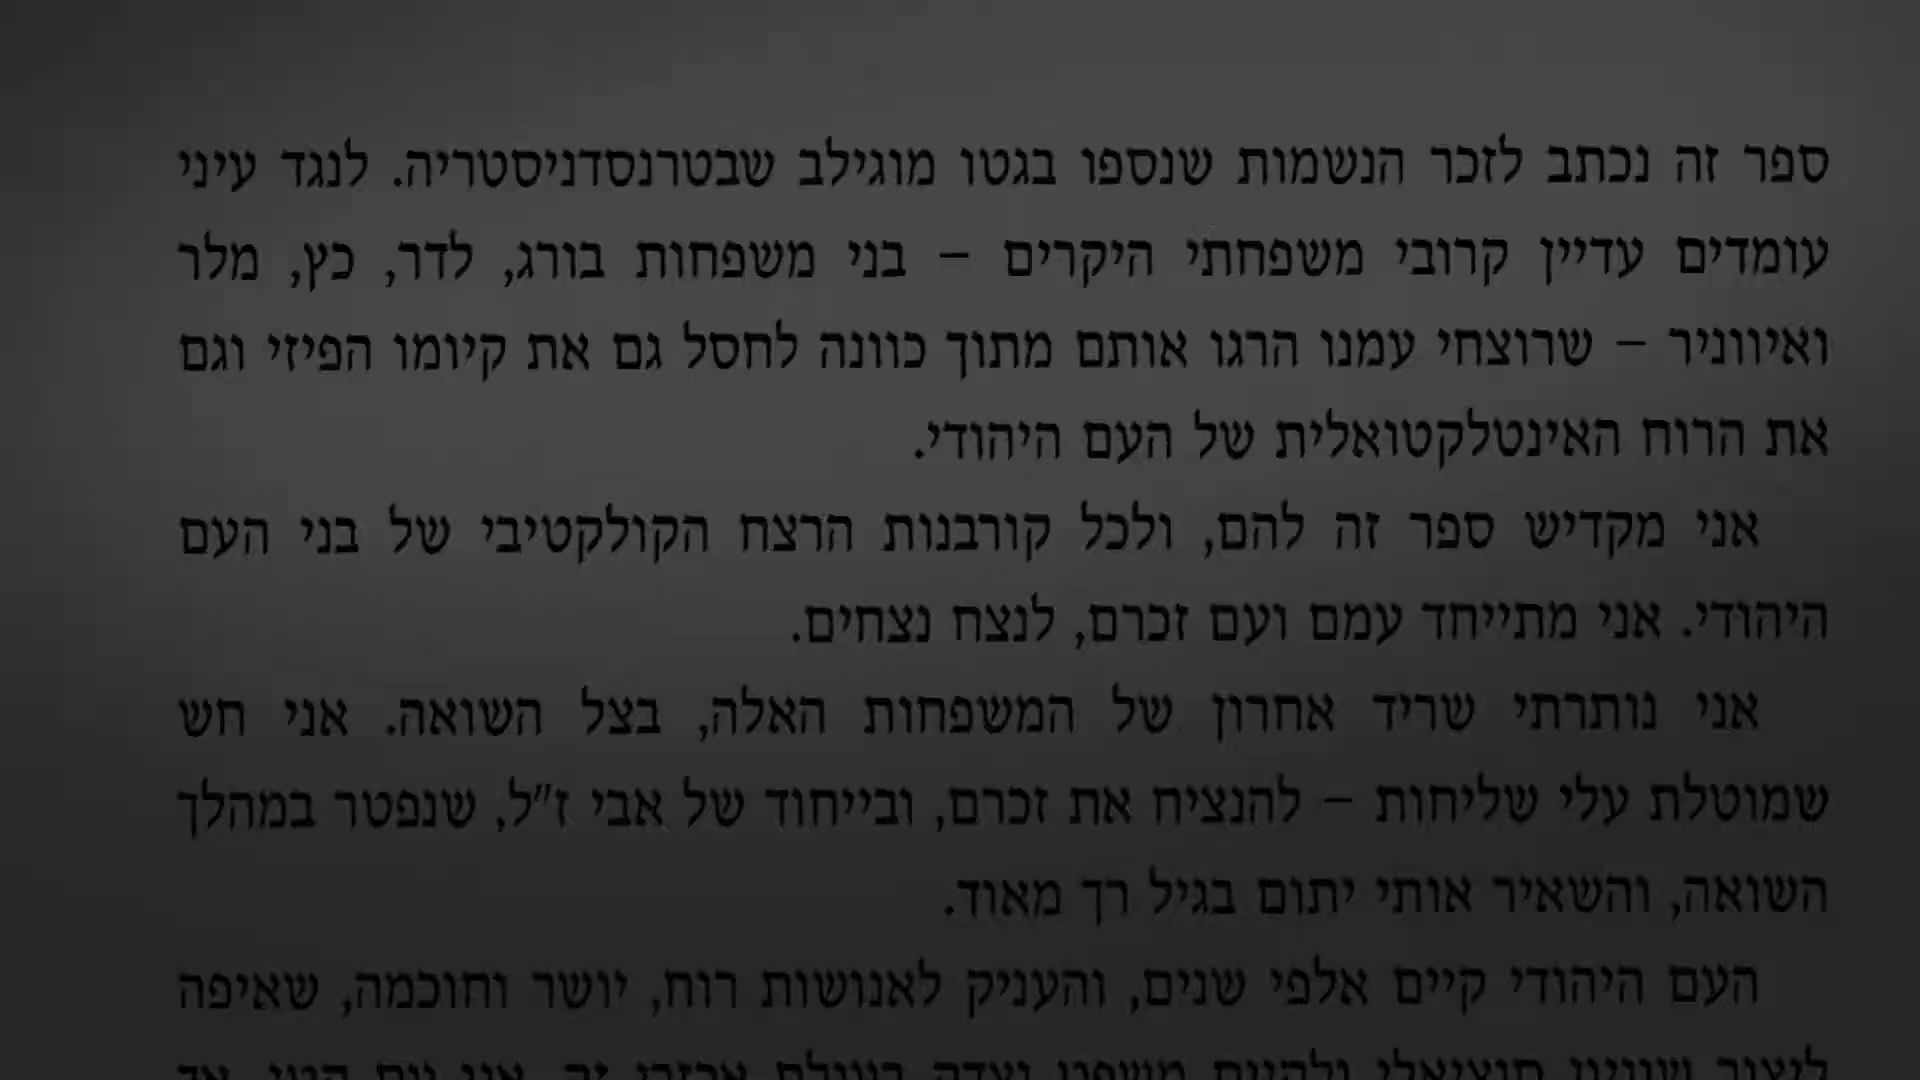 ספר זה נכתב לזכר הנשמות שנספו בגטו מוגילב שבטרנסדניסטריה. לנגד עיני
עומדים עדיין קרובי משפחתי היקרים – בני משפחות בורג, לדר, כץ, מלר
ואיווניר – שרוצחי עמנו הרגו אותם מתוך כוונה לחסל גם את קיומו הפיזי וגם
את הרוח האינטלקטואלית של העם היהודי.
אני מקדיש ספר זה להם, ולכל קורבנות הרצח הקולקטיבי של בני העם
היהודי. אני מתייחד עמם ועם זכרם, לנצח נצחים.
אני נותרתי שריד אחרון של המשפחות האלה, בצל השואה. אני חש
שמוטלת עלי שליחות – להנציח את זכרם, ובייחוד של אבי ז"ל, שנפטר במהלך
השואה, והשאיר אותי יתום בגיל רך מאוד.
העם היהודי קיים אלפי שנים, והעניק לאנושות רוח, יושר וחוכמה, שאיפה